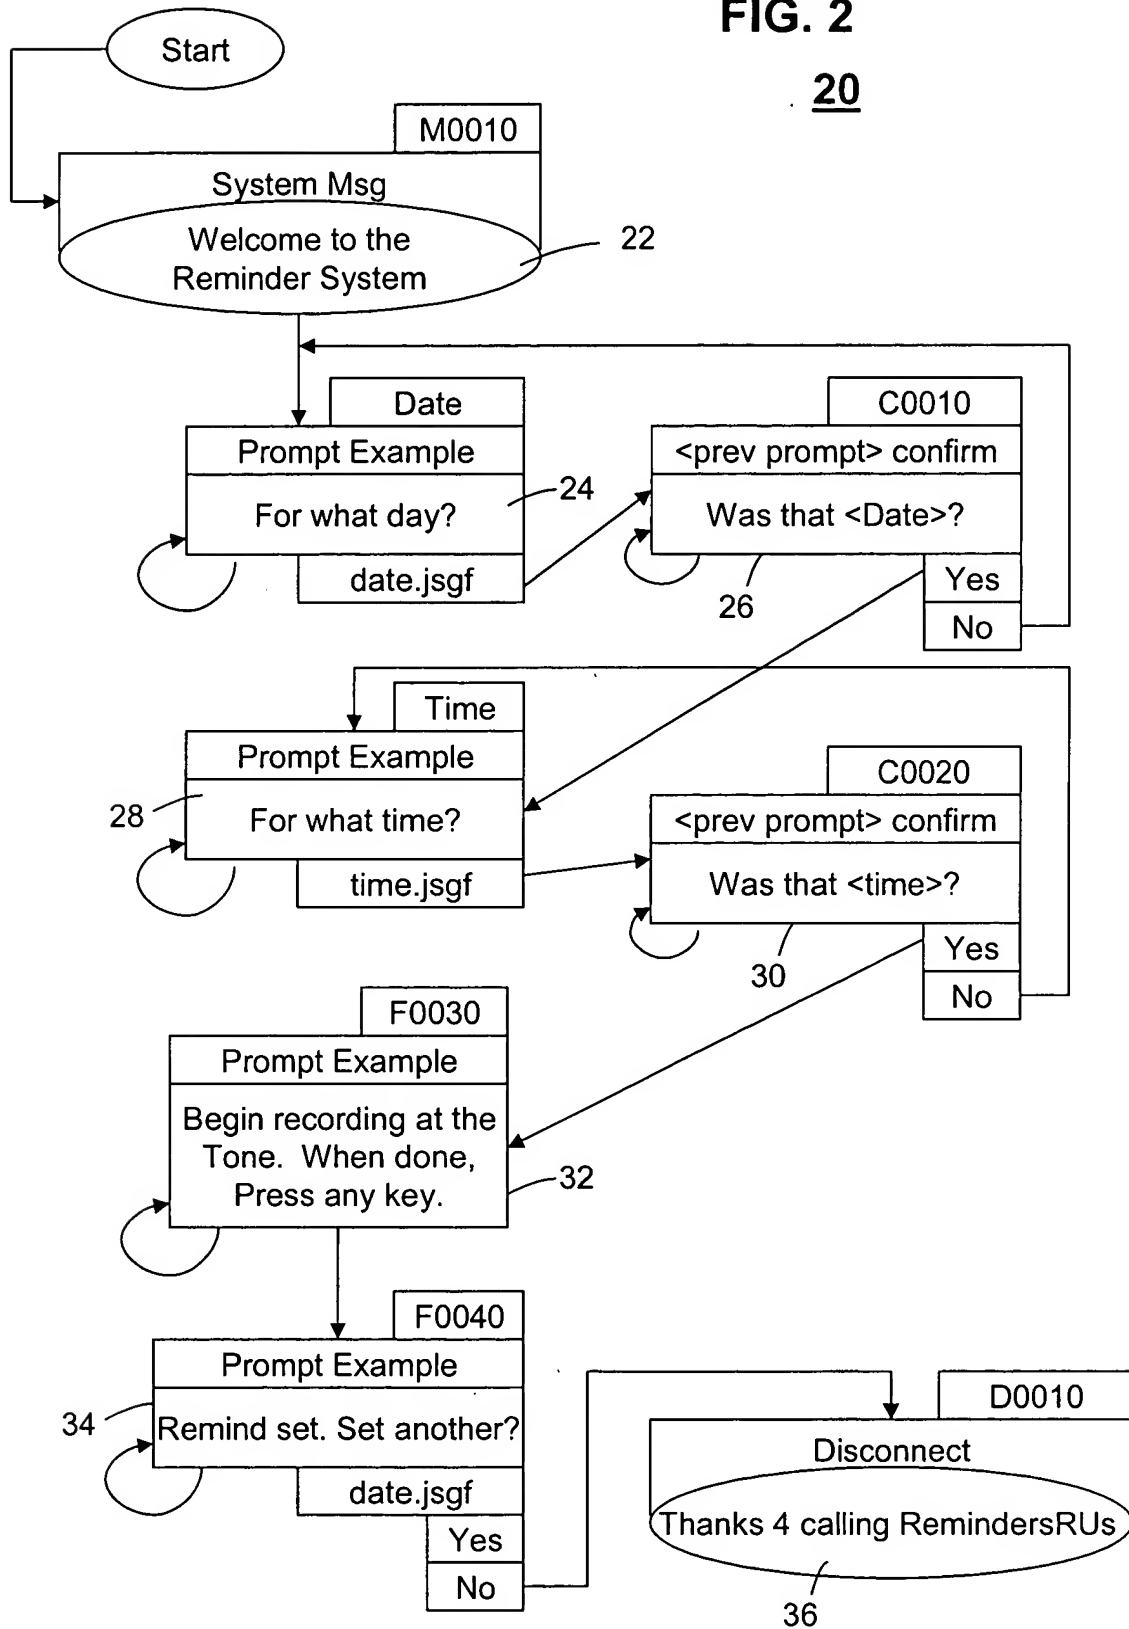 FIG. 2
20
Start
M0010
System Msg
Welcome to the
Reminder System
22
Date
Prompt Example
For what day?
24
date.jsgf
C0010
<prev prompt> confirm
Was that <Date>?
26
Yes
No
Time
Prompt Example
For what time?
28
time.jsgf
C0020
<prev prompt> confirm
Was that <time>?
30
Yes
No
F0030
Prompt Example
Begin recording at the
Tone. When done,
Press any key.
32
F0040
Prompt Example
Remind set. Set another?
34
date.jsgf
Yes
No
D0010
Disconnect
Thanks 4 calling RemindersRUs
36